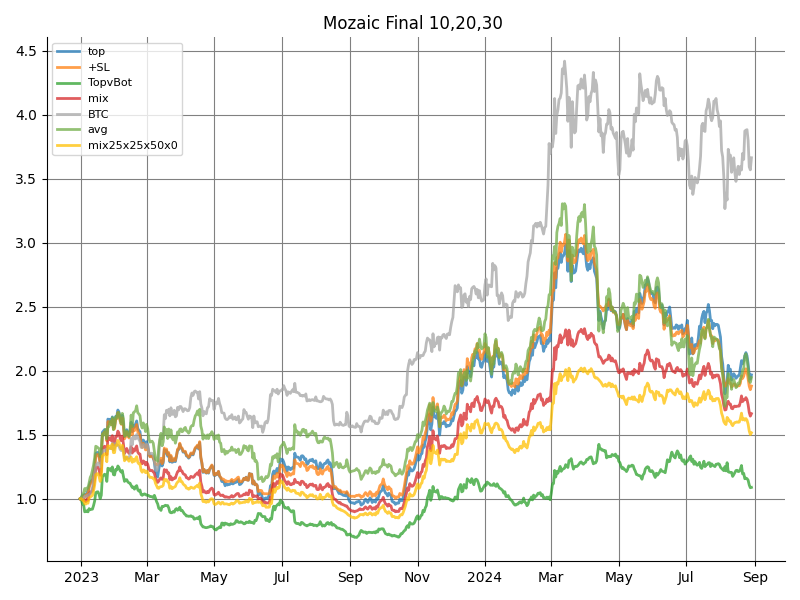 Mozaic Final 10,20,30
top
+SL
TopvBot
mix
BTC
avg
mix25x25x50x0
4.5
4.0
3.5
3.0
2.5
2.0
1.5
1.0
2023 Mar May Jul Sep Nov 2024 Mar May Jul Sep